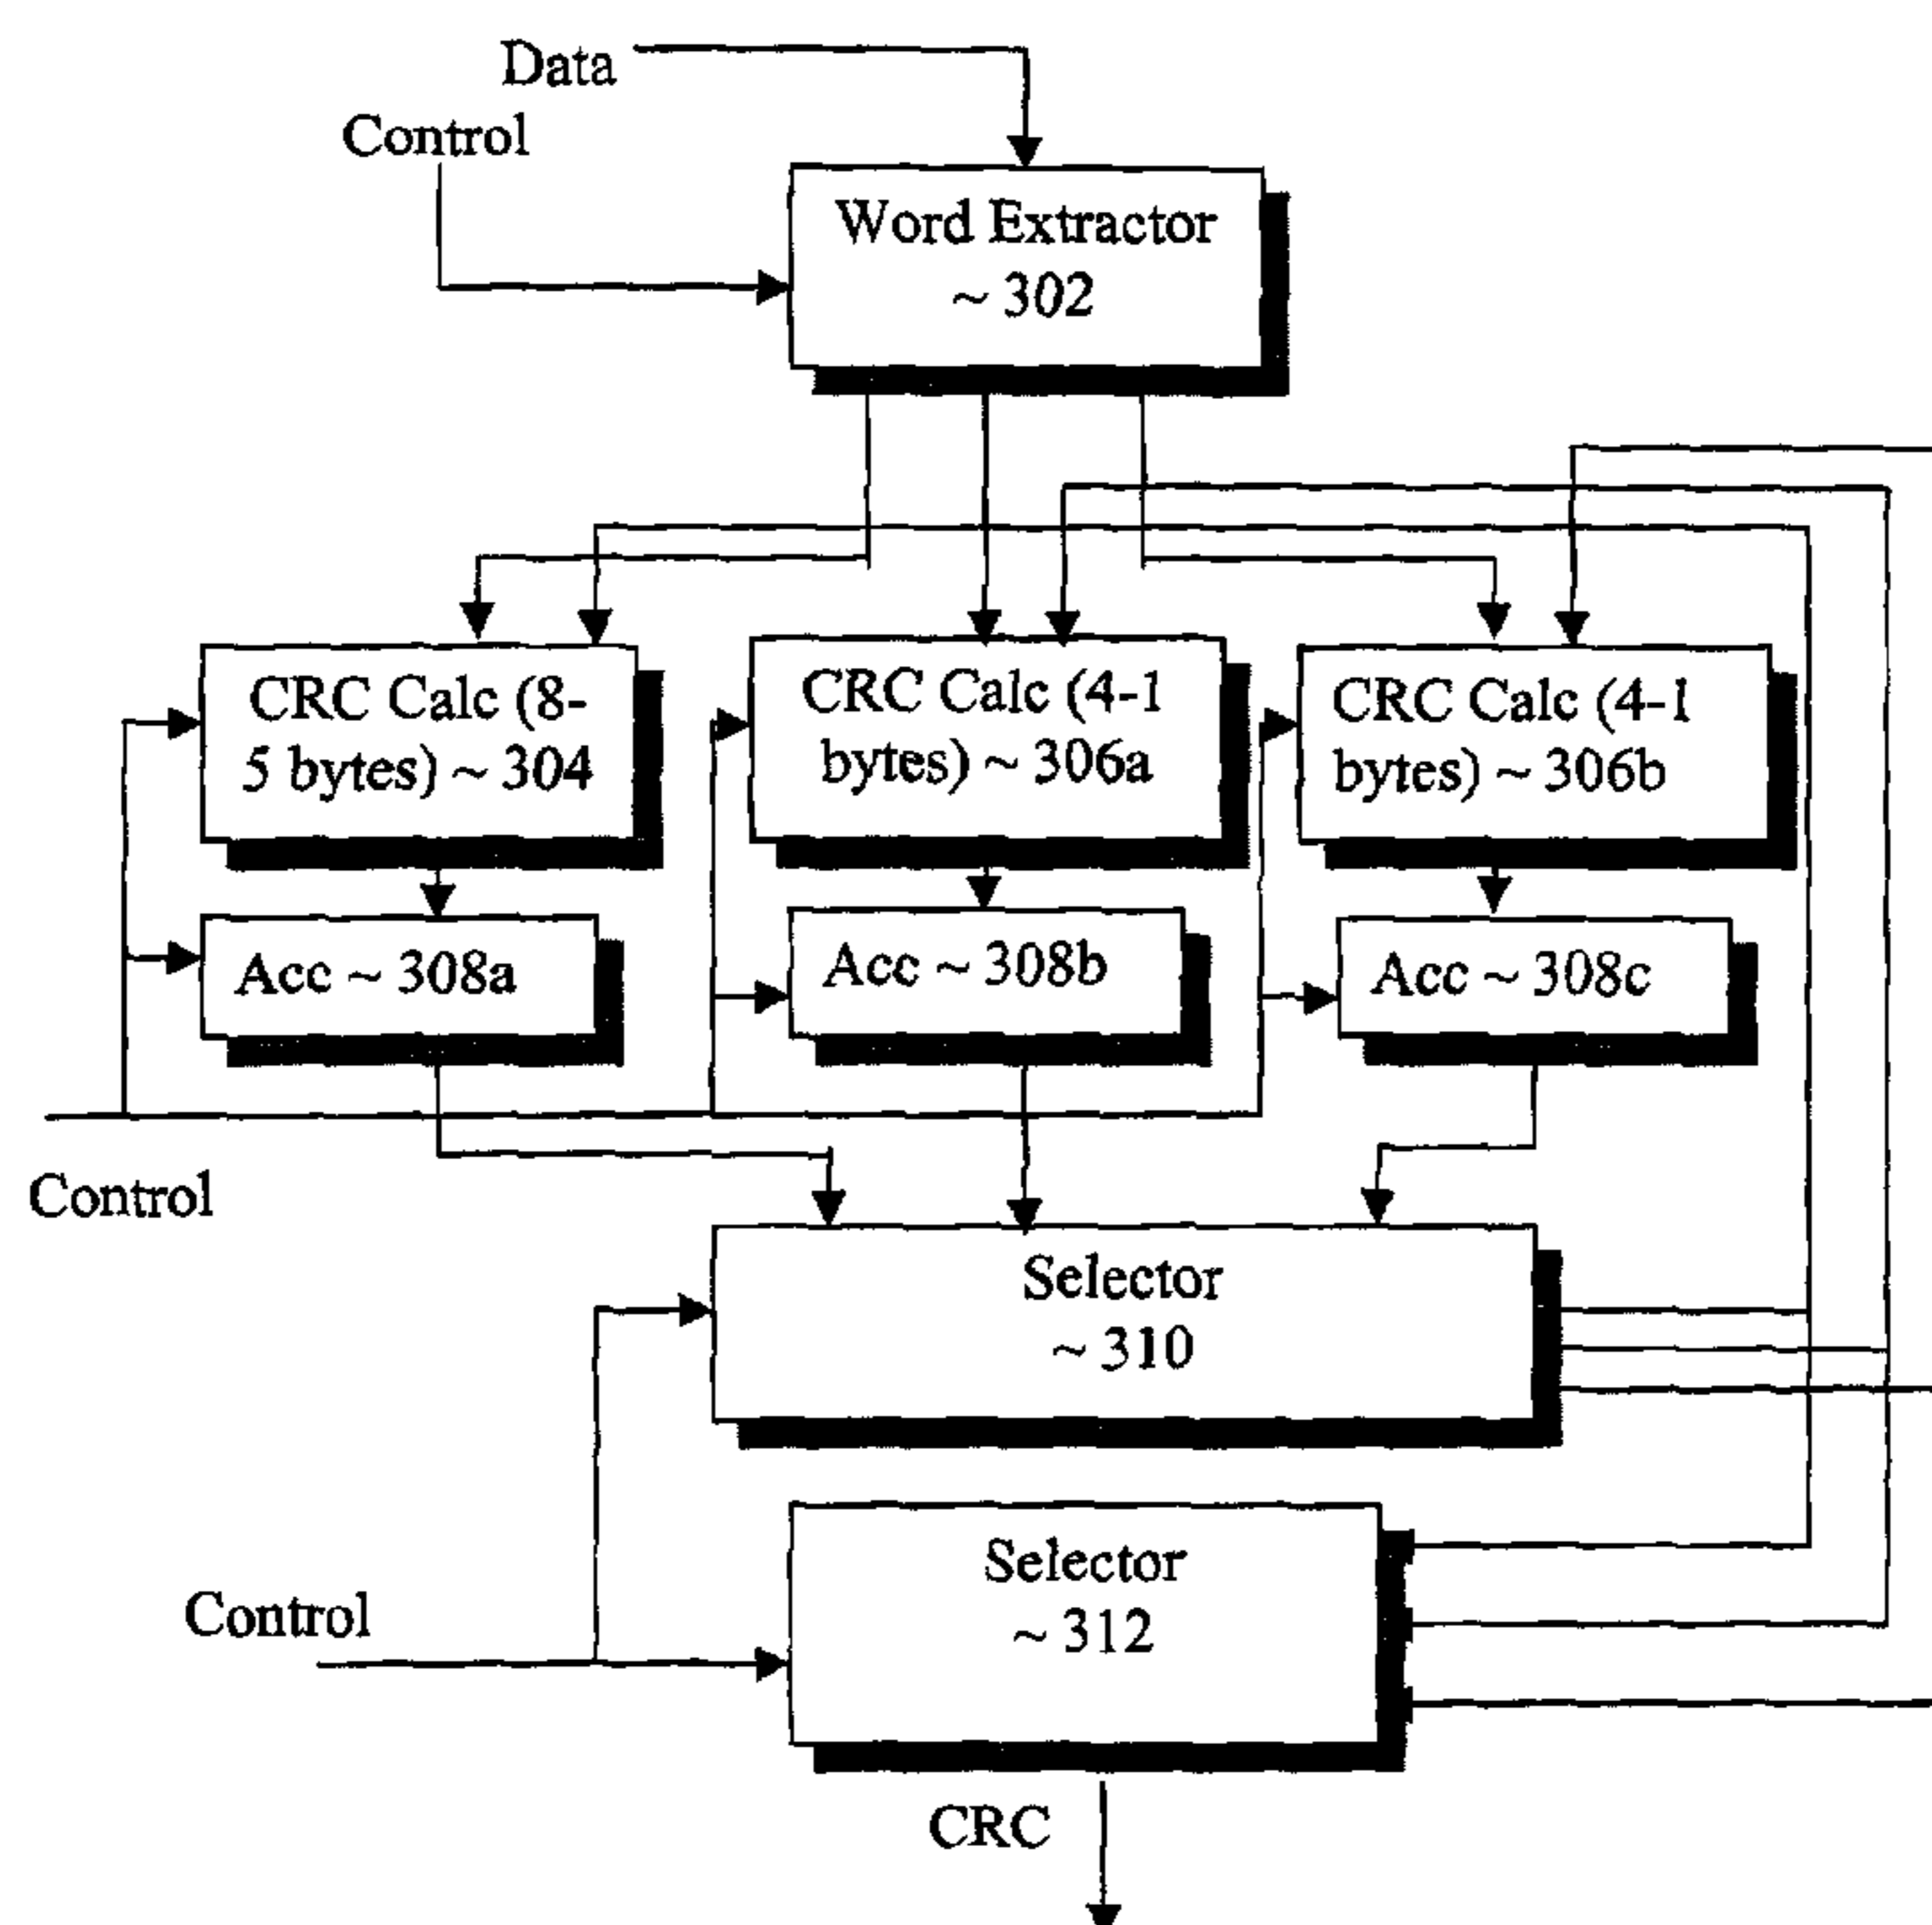 Data
Control
Word Extractor
~ 302
CRC Calc (8-
5 bytes) ~ 304
CRC Calc (4-1
bytes) ~ 306a
CRC Calc (4-1
bytes) ~ 306b
Acc ~ 308a
Acc ~ 308b
Acc ~ 308c
Control
Selector
~ 310
Selector
~ 312
Control
CRC